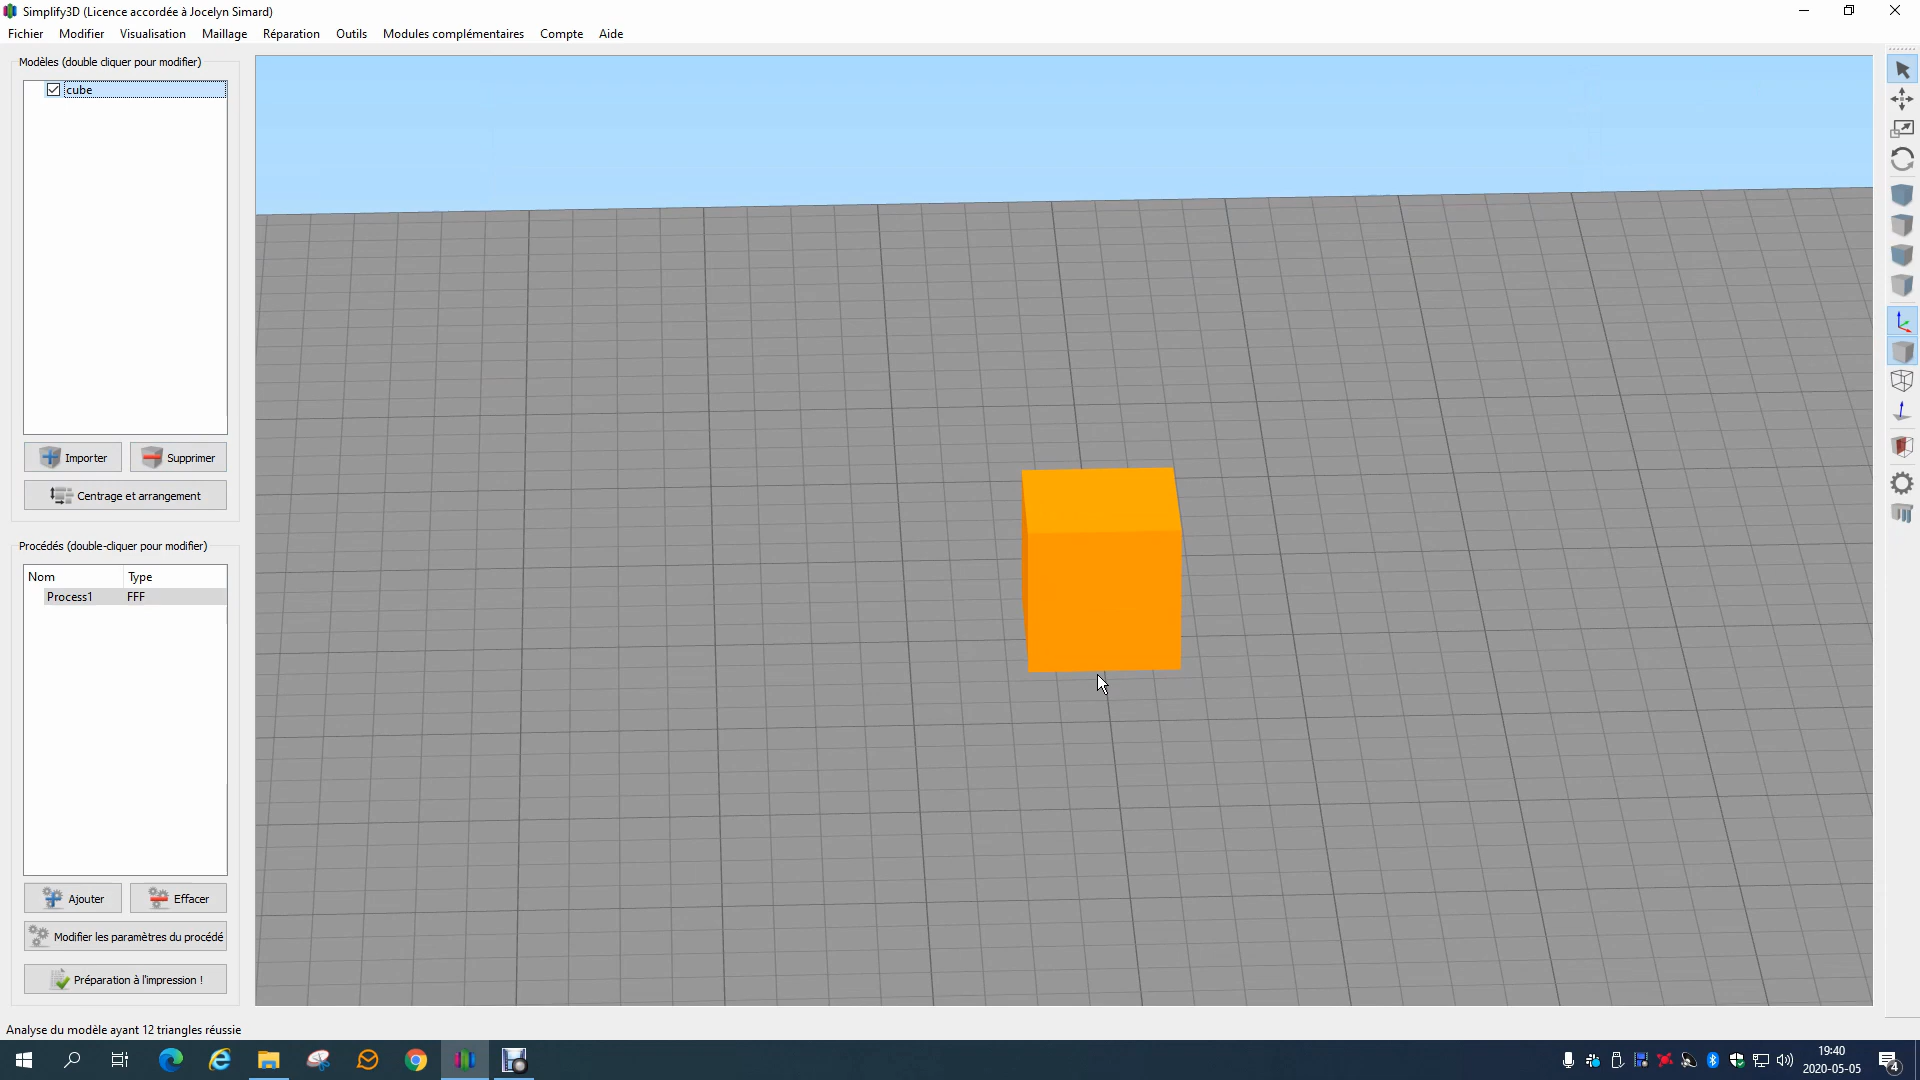 Simplify3D (Licence accordée à Jocelyn Simard)
Fichier Modifier Visualisation Maillage Réparation Outils Modules complémentaires Compte Aide
Modèles (double cliquer pour modifier)
cube
Importer Supprimer
Centrage et arrangement
Procédés (double-cliquer pour modifier)
Nom Type
Process1 FFF
Ajouter Effacer
Modifier les paramètres du procédé
Préparation à l'impression !
Analyse du modèle ayant 12 triangles réussie
19:40
2020-05-05
4